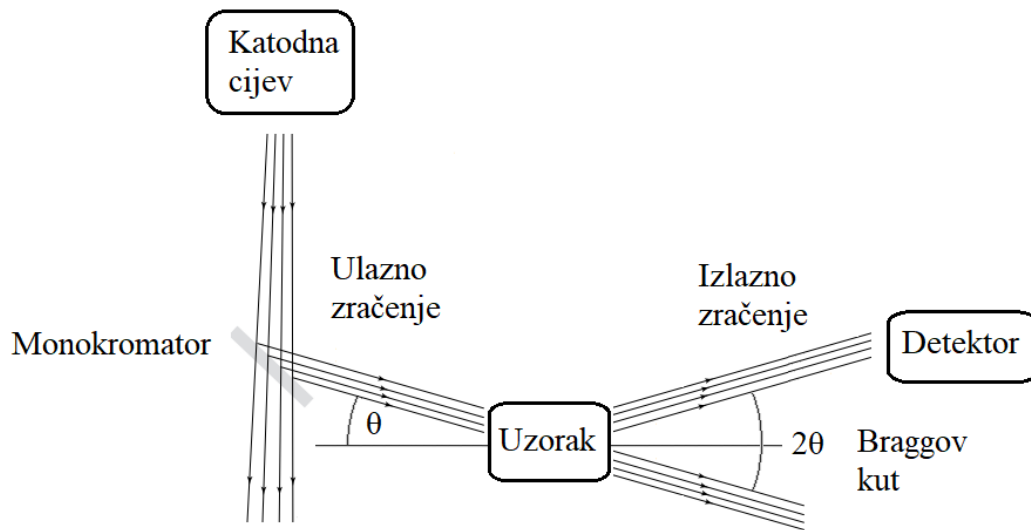 Katodna
cijev
Ulazno
zračenje
Izlazno
zračenje
Monokromator
Detektor
θ
Uzorak
2θ
Braggov
kut